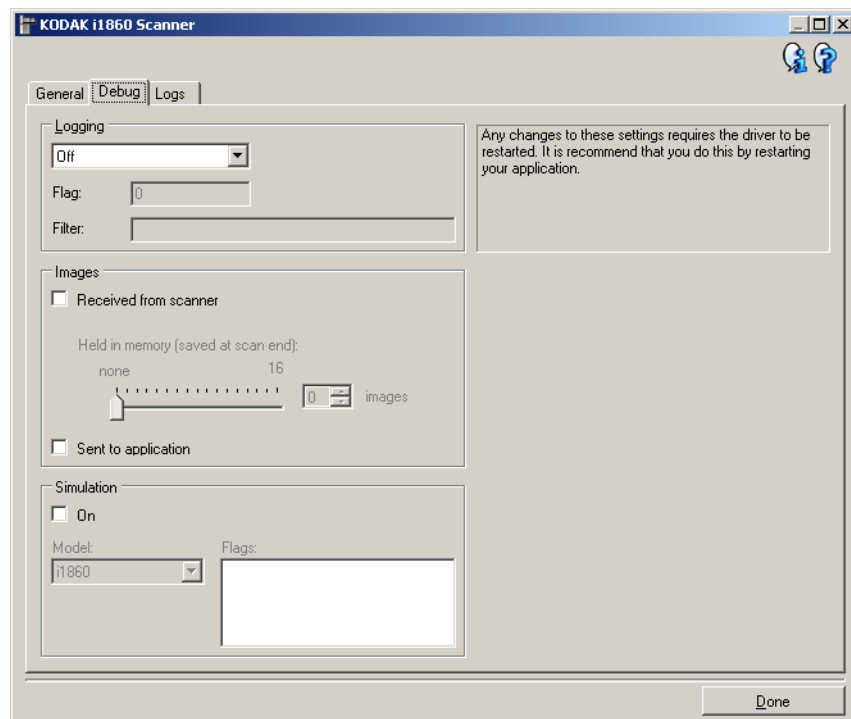 KODAK i1860 Scanner
General Debug Logs
Logging
Off
Flag: 0
Filter:
Any changes to these settings requires the driver to be
restarted. It is recommend that you do this by restarting
your application.
Images
Received from scanner
Held in memory (saved at scan end):
none 16
0 images
Sent to application
Simulation
On
Model: Flags:
i1860
Done